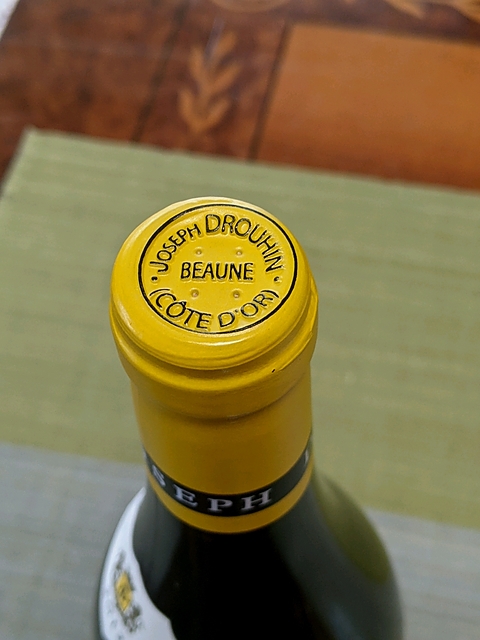 JOSEPH DROUHIN
BEAUNE
(CÔTE D'OR)
SEPH